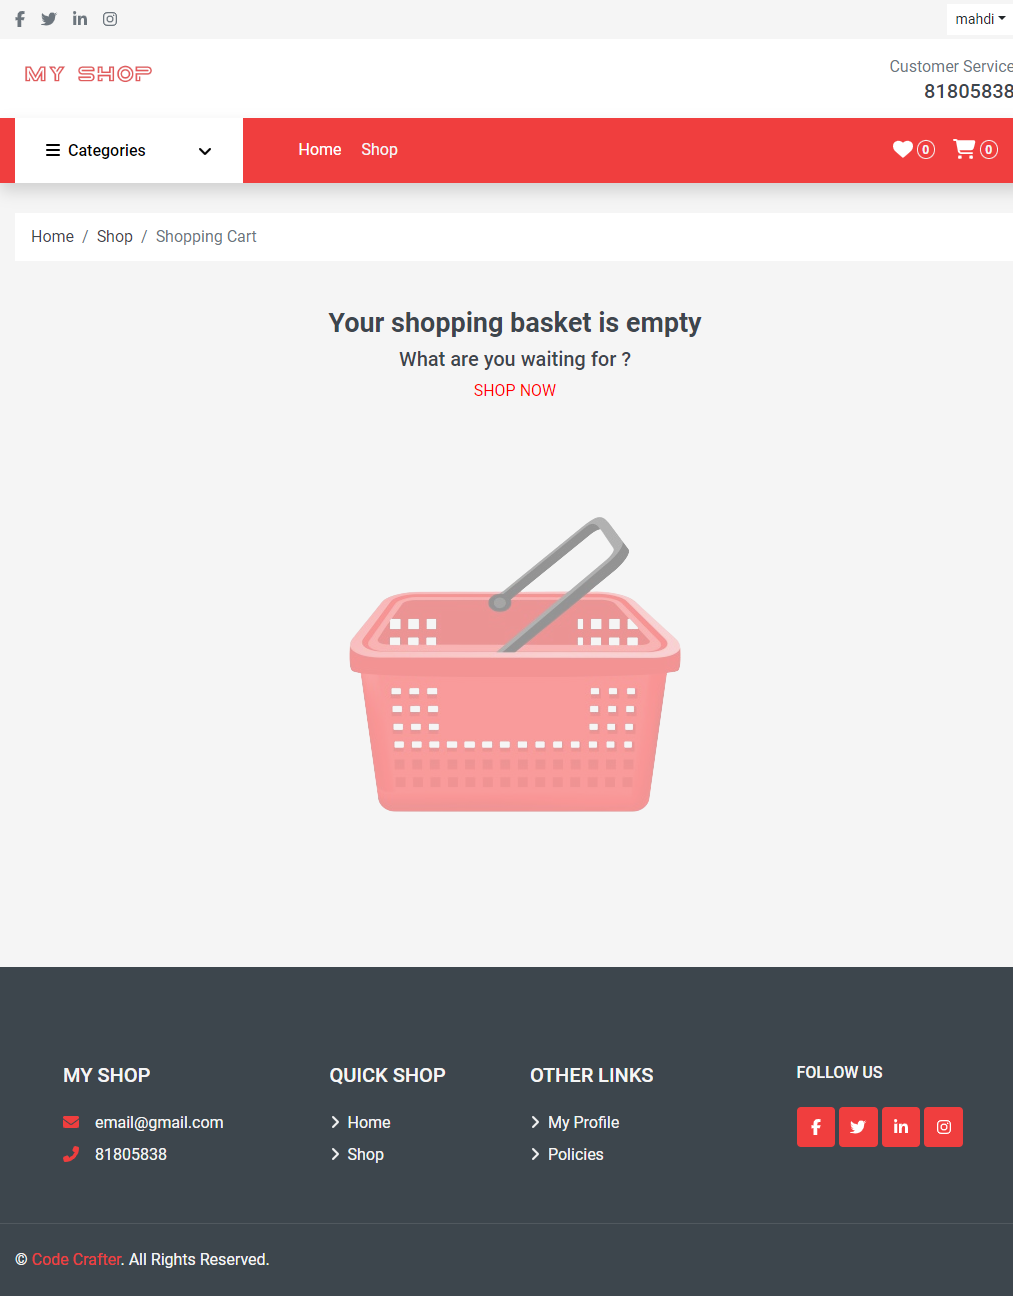 mahdi
MY SHOP
Customer Service
81805838
Categories
Home Shop
0 0
Home / Shop / Shopping Cart
Your shopping basket is empty
What are you waiting for ?
SHOP NOW
MY SHOP
email@gmail.com
81805838
QUICK SHOP
Home
Shop
OTHER LINKS
My Profile
Policies
FOLLOW US
© Code Crafter. All Rights Reserved.